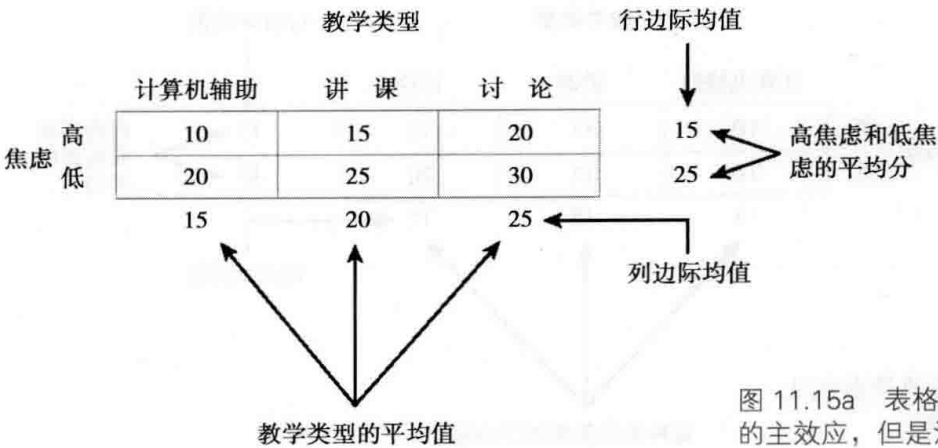 教学类型 行边际均值
计算机辅助 讲 课 讨 论
高 10 15 20 15 高焦虑和低焦
焦虑
低 20 25 30 25 虑的平均分
15 20 25
列边际均值
图 11.15a 表格
的主效应，但是
教学类型的平均值